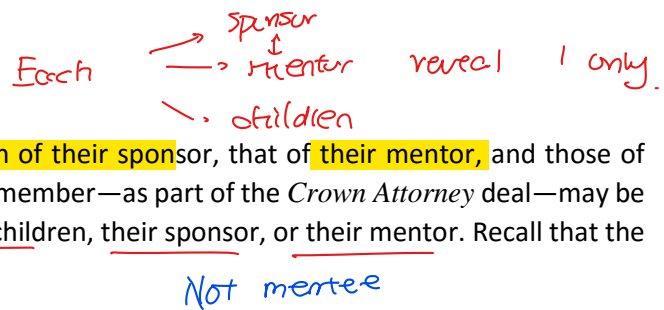 sponsor
Each mentor reveal 1 only.
children
n of their sponsor, that of their mentor, and those of
member—as part of the Crown Attorney deal—may be
children, their sponsor, or their mentor. Recall that the
Not mentee